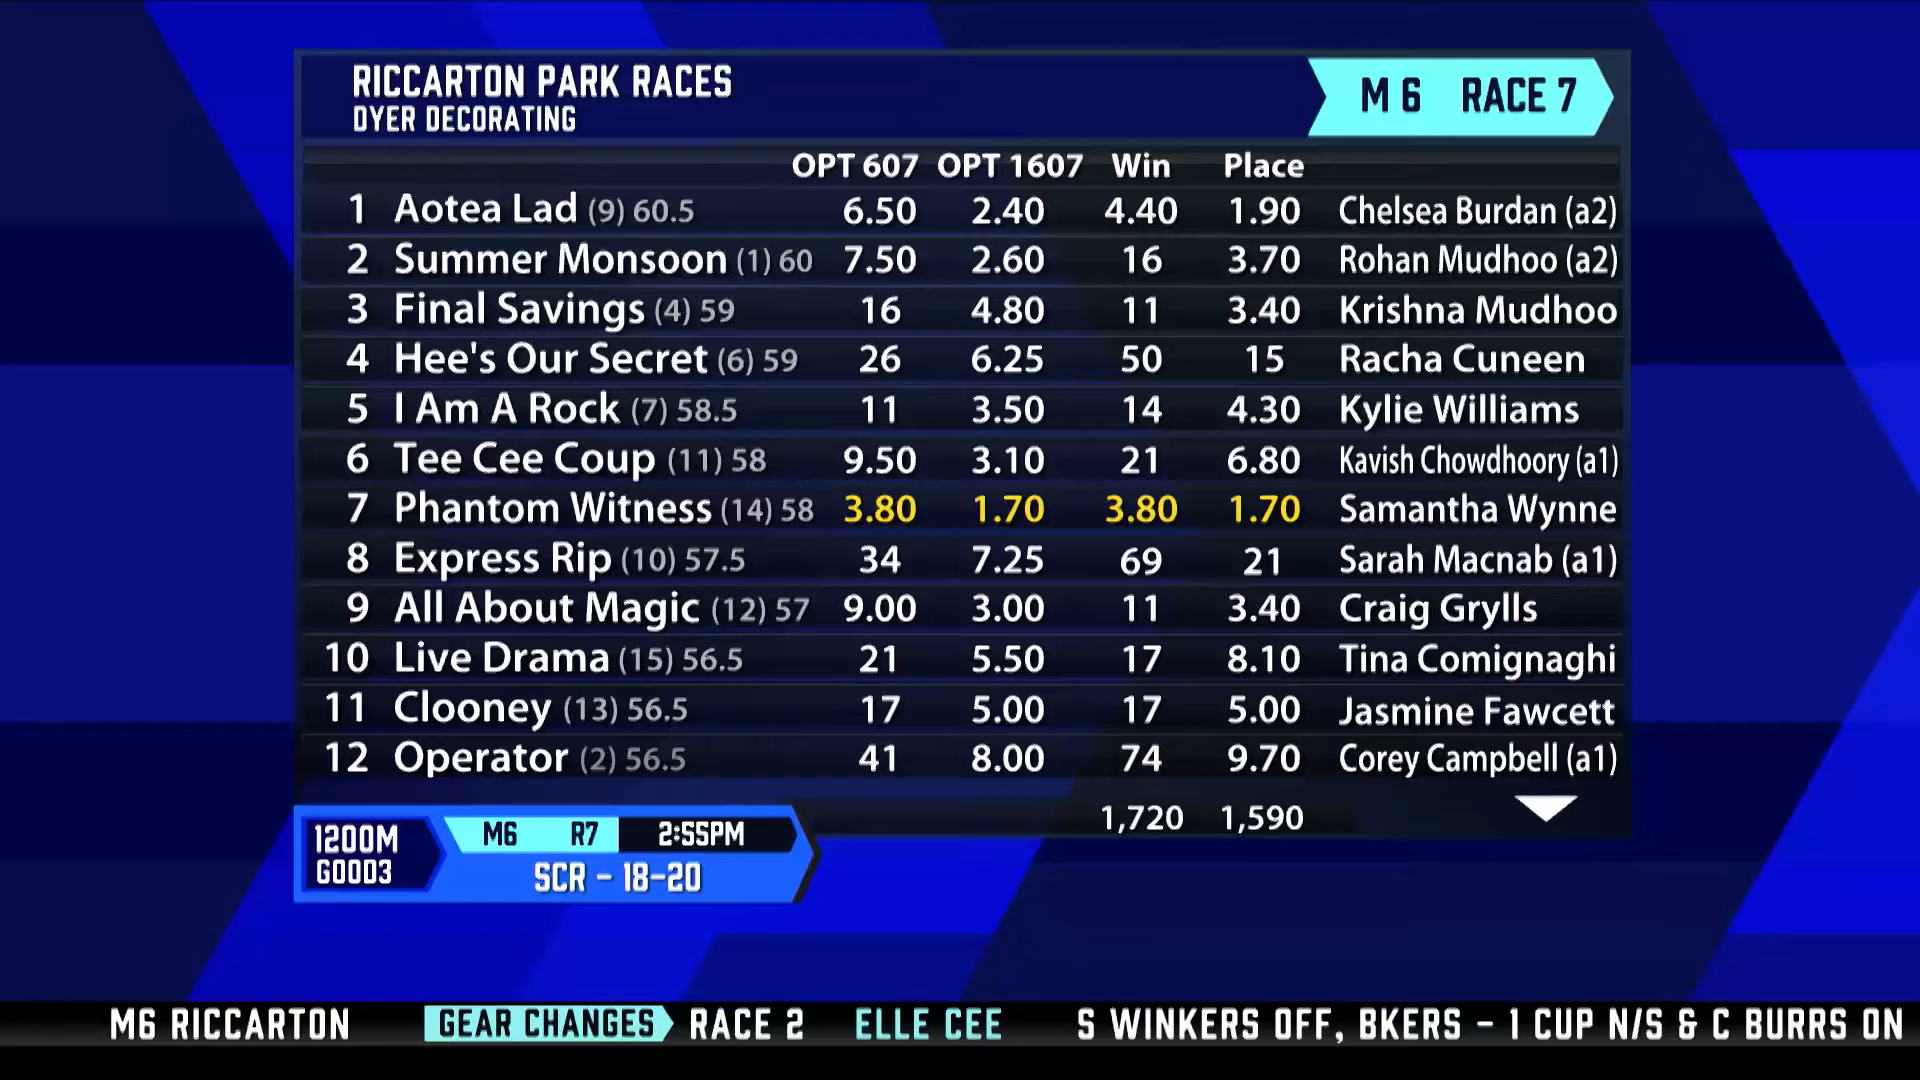 RICCARTON PARK RACES
DYER DECORATING
M 6 RACE 7
OPT 607 OPT 1607 Win Place
1 Aotea Lad (9) 60.5 6.50 2.40 4.40 1.90 Chelsea Burdan (a2)
2 Summer Monsoon (1) 60 7.50 2.60 16 3.70 Rohan Mudhoo (a2)
3 Final Savings (4) 59 16 4.80 11 3.40 Krishna Mudhoo
4 Hee's Our Secret (6) 59 26 6.25 50 15 Racha Cuneen
5 I Am A Rock (7) 58.5 11 3.50 14 4.30 Kylie Williams
6 Tee Cee Coup (11) 58 9.50 3.10 21 6.80 Kavish Chowdhoory (a1)
7 Phantom Witness (14) 58 3.80 1.70 3.80 1.70 Samantha Wynne
8 Express Rip (10) 57.5 34 7.25 69 21 Sarah Macnab (a1)
9 All About Magic (12) 57 9.00 3.00 11 3.40 Craig Grylls
10 Live Drama (15) 56.5 21 5.50 17 8.10 Tina Comignaghi
11 Clooney (13) 56.5 17 5.00 17 5.00 Jasmine Fawcett
12 Operator (2) 56.5 41 8.00 74 9.70 Corey Campbell (a1)
1,720 1,590
1200M
GOOD3
M6 R7 2:55PM
SCR - 18-20
M6 RICCARTON GEAR CHANGES RACE 2 ELLE CEE S WINKERS OFF, BKERS - 1 CUP N/S & C BURRS ON